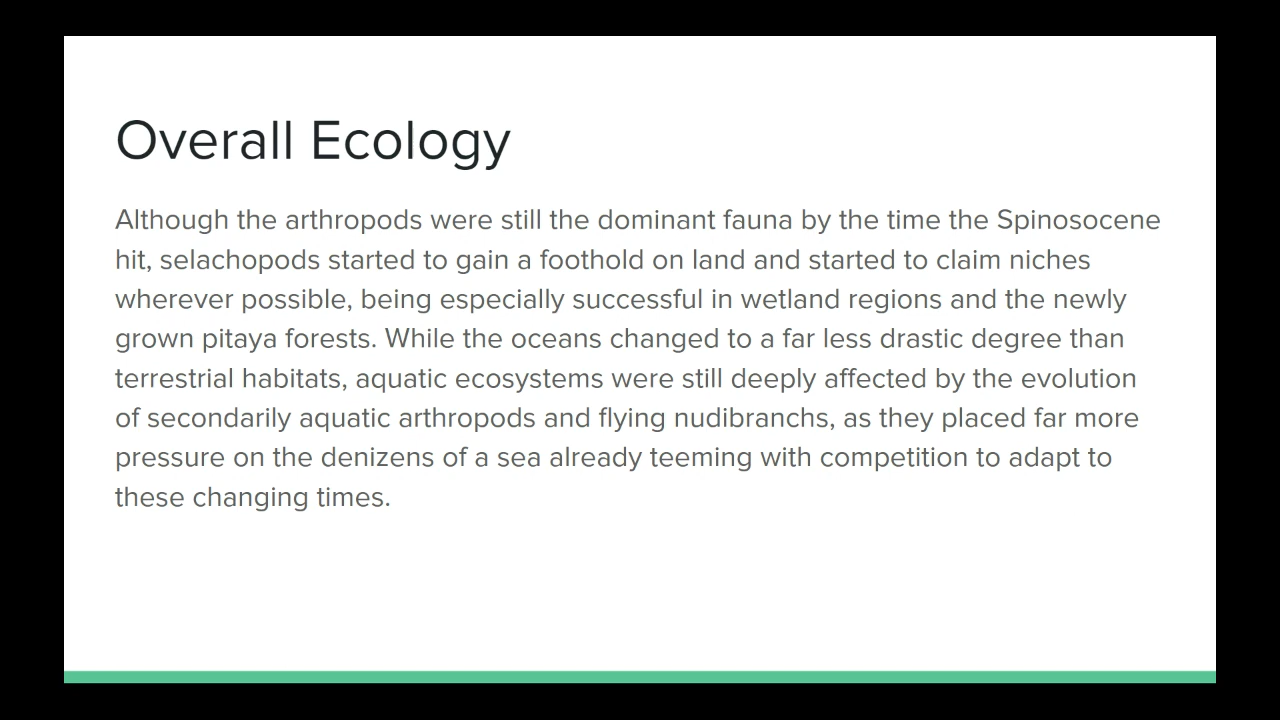 Overall Ecology
Although the arthropods were still the dominant fauna by the time the Spinosocene
hit, selachopods started to gain a foothold on land and started to claim niches
wherever possible, being especially successful in wetland regions and the newly
grown pitaya forests. While the oceans changed to a far less drastic degree than
terrestrial habitats, aquatic ecosystems were still deeply affected by the evolution
of secondarily aquatic arthropods and flying nudibranchs, as they placed far more
pressure on the denizens of a sea already teeming with competition to adapt to
these changing times.